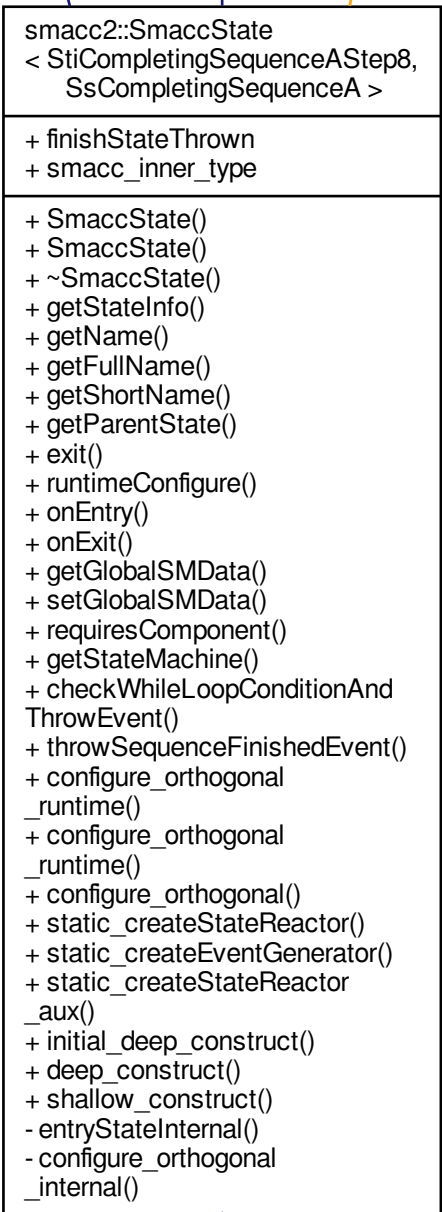 smacc2::SmaccState
< StiCompletingSequenceAStep8,
SsCompletingSequenceA >
+ finishStateThrown
+ smacc_inner_type
+ SmaccState()
+ SmaccState()
+ ~SmaccState()
+ getStateInfo()
+ getName()
+ getFullName()
+ getShortName()
+ getParentState()
+ exit()
+ runtimeConfigure()
+ onEntry()
+ onExit()
+ getGlobalSMData()
+ setGlobalSMData()
+ requiresComponent()
+ getStateMachine()
+ checkWhileLoopConditionAnd
ThrowEvent()
+ throwSequenceFinishedEvent()
+ configure_orthogonal
_runtime()
+ configure_orthogonal
_runtime()
+ configure_orthogonal()
+ static_createStateReactor()
+ static_createEventGenerator()
+ static_createStateReactor
_aux()
+ initial_deep_construct()
+ deep_construct()
+ shallow_construct()
- entryStateInternal()
- configure_orthogonal
_internal()